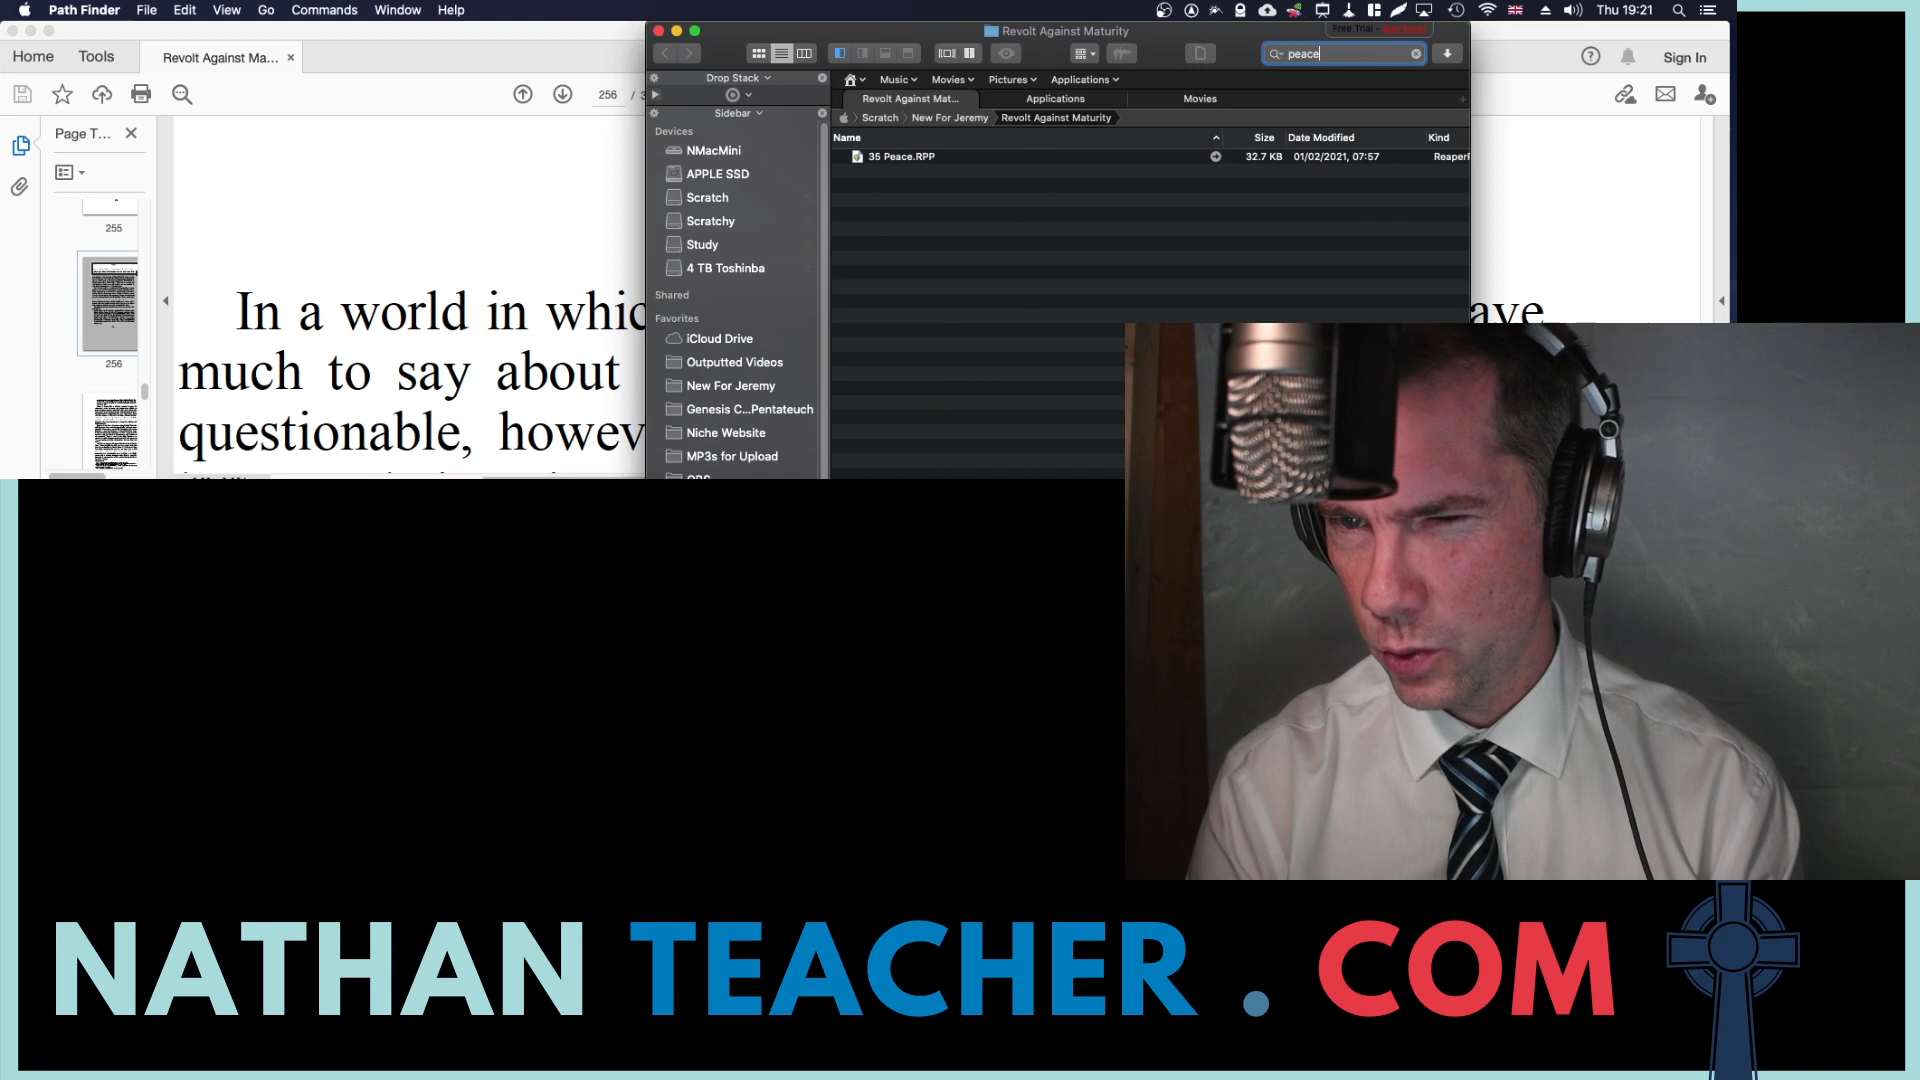 Path Finder File Edit View Go Commands Window Help Thu 19:21
Revolt Against Maturity
Home Tools Revolt Against Ma... × Sign In
peace
256
Drop Stack
Music Movies Pictures Applications
Revolt Against Mat... Applications Movies
Sidebar
Scratch New For Jeremy Revolt Against Maturity
Page T...
Devices
Name Size Date Modified Kind
NMacMini
35 Peace.RPP 32.7 KB 01/02/2021, 07:57
APPLE SSD
Scratch
Scratchy
Study
4 TB Toshinba
255
Shared
Favorites
iCloud Drive
Outputted Videos
256
New For Jeremy
Genesis C...Pentateuch
Niche Website
MP3s for Upload
In a world in
much to say about
questionable,
NATHAN TEACHER . COM